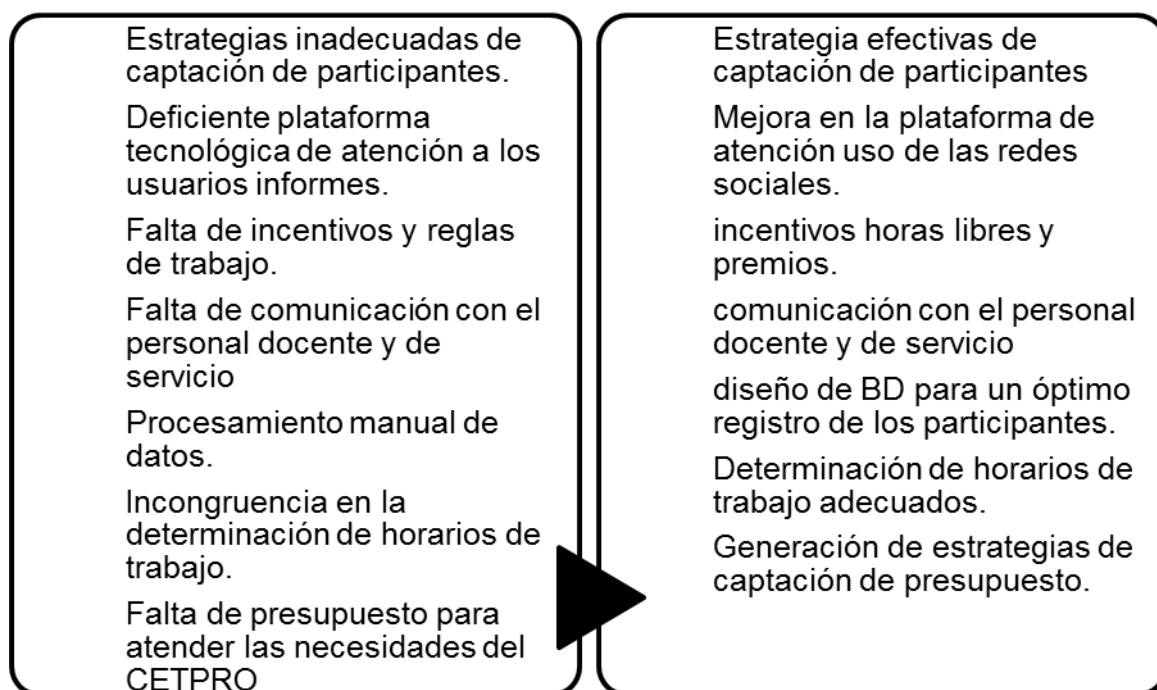 Estrategias inadecuadas de
captación de participantes.
Deficiente plataforma
tecnológica de atención a los
usuarios informes.
Falta de incentivos y reglas
de trabajo.
Falta de comunicación con el
personal docente y de
servicio
Procesamiento manual de
datos.
Incongruencia en la
determinación de horarios de
trabajo.
Falta de presupuesto para
atender las necesidades del
CETPRO
Estrategia efectivas de
captación de participantes
Mejora en la plataforma de
atención uso de las redes
sociales.
incentivos horas libres y
premios.
comunicación con el personal
docente y de servicio
diseño de BD para un óptimo
registro de los participantes.
Determinación de horarios de
trabajo adecuados.
Generación de estrategias de
captación de presupuesto.